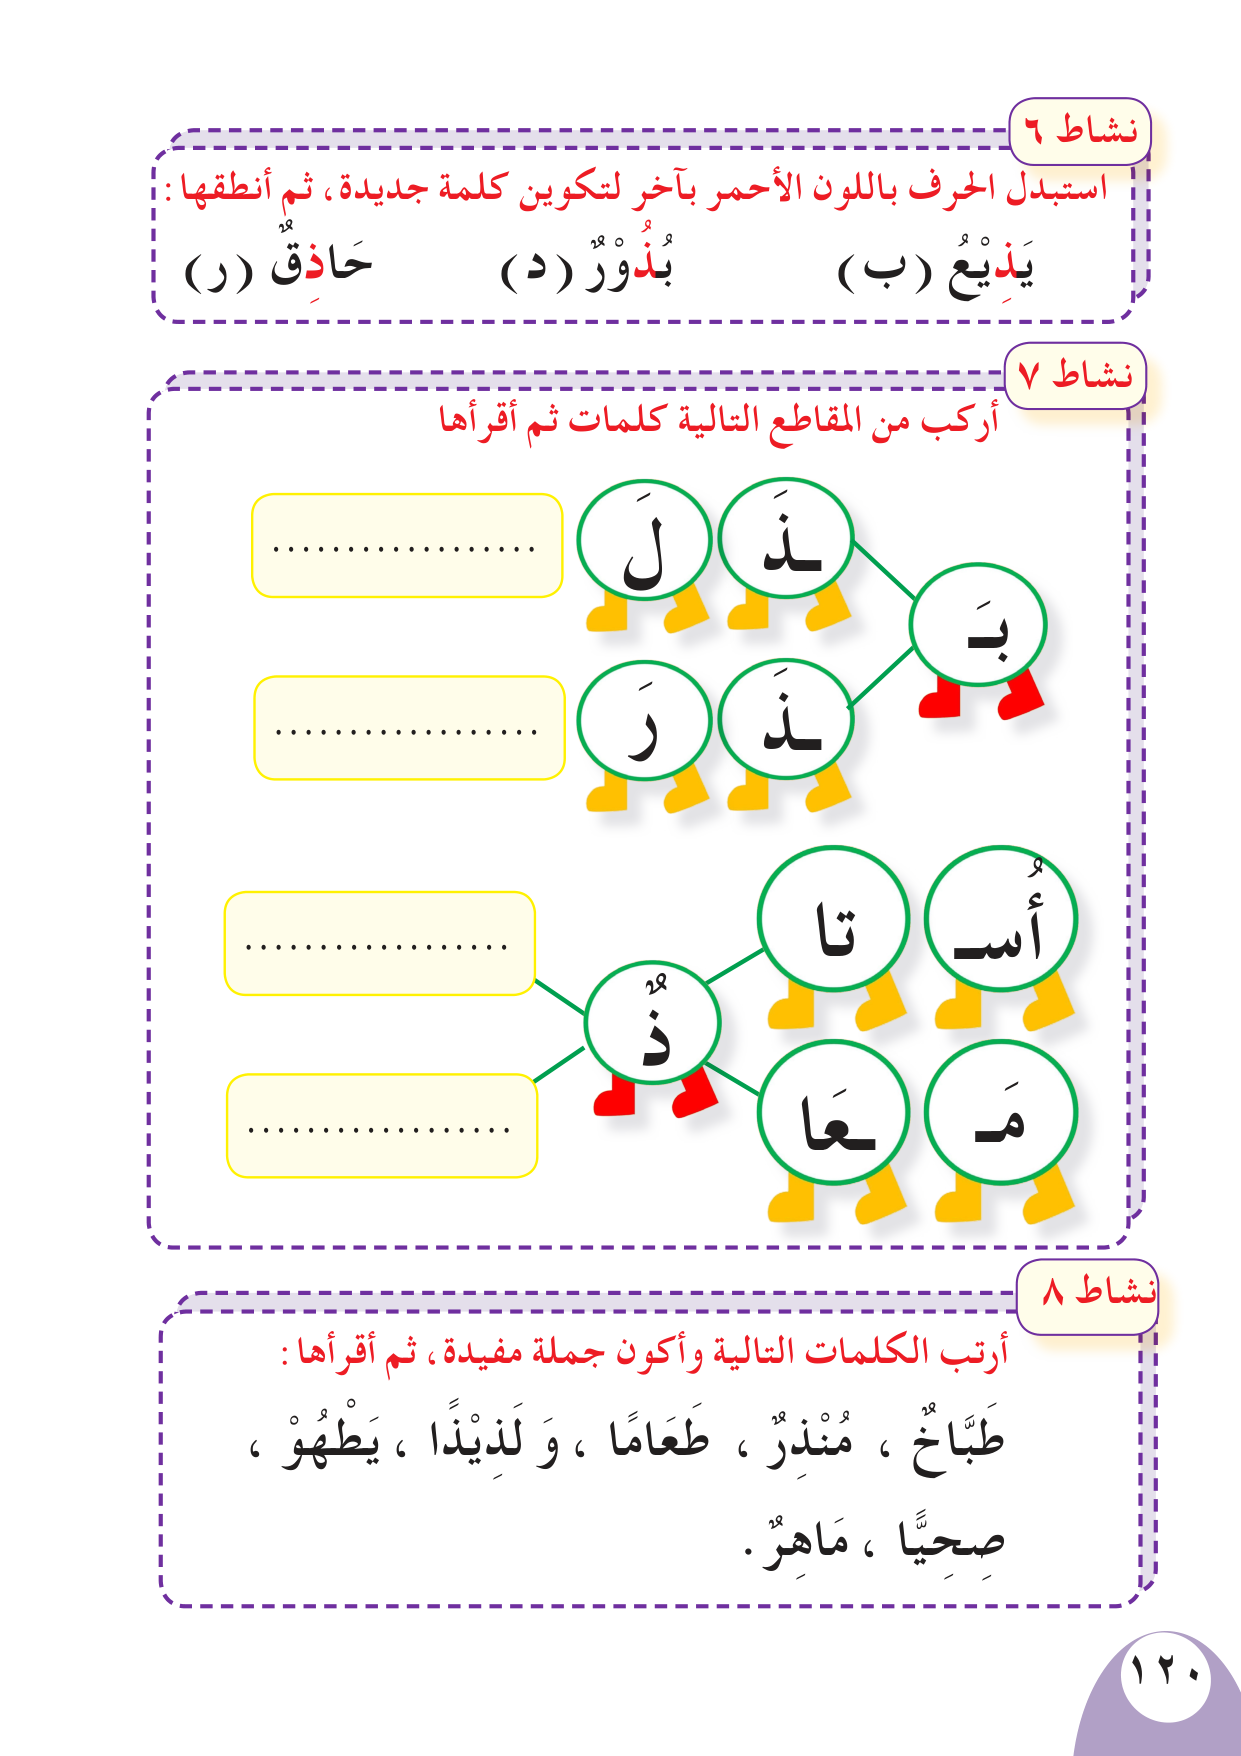 نشاط ٦
استبدل الحرف باللون الأحمر بآخر لتكوين كلمة جديدة، ثم أنطقها :
يَذِيْعُ (ب) بُذُوْرٌ (د) حَاذِقٌ (ر)
نشاط ٧
أركب من المقاطع التالية كلمات ثم أقرأها
بَـ
ـذَ لَ ..................
ـذَ رَ ..................
أُسـ تا
ذٌ
..................
مَـ ـعَا
..................
نشاط ٨
أرتب الكلمات التالية وأكون جملة مفيدة، ثم أقرأها :
طَبَّاخٌ ، مُنْذِرٌ ، طَعَامًا ، وَ لَذِيْذًا ، يَطْهُوْ ،
صِحِيًّا ، مَاهِرٌ .
١٢٠